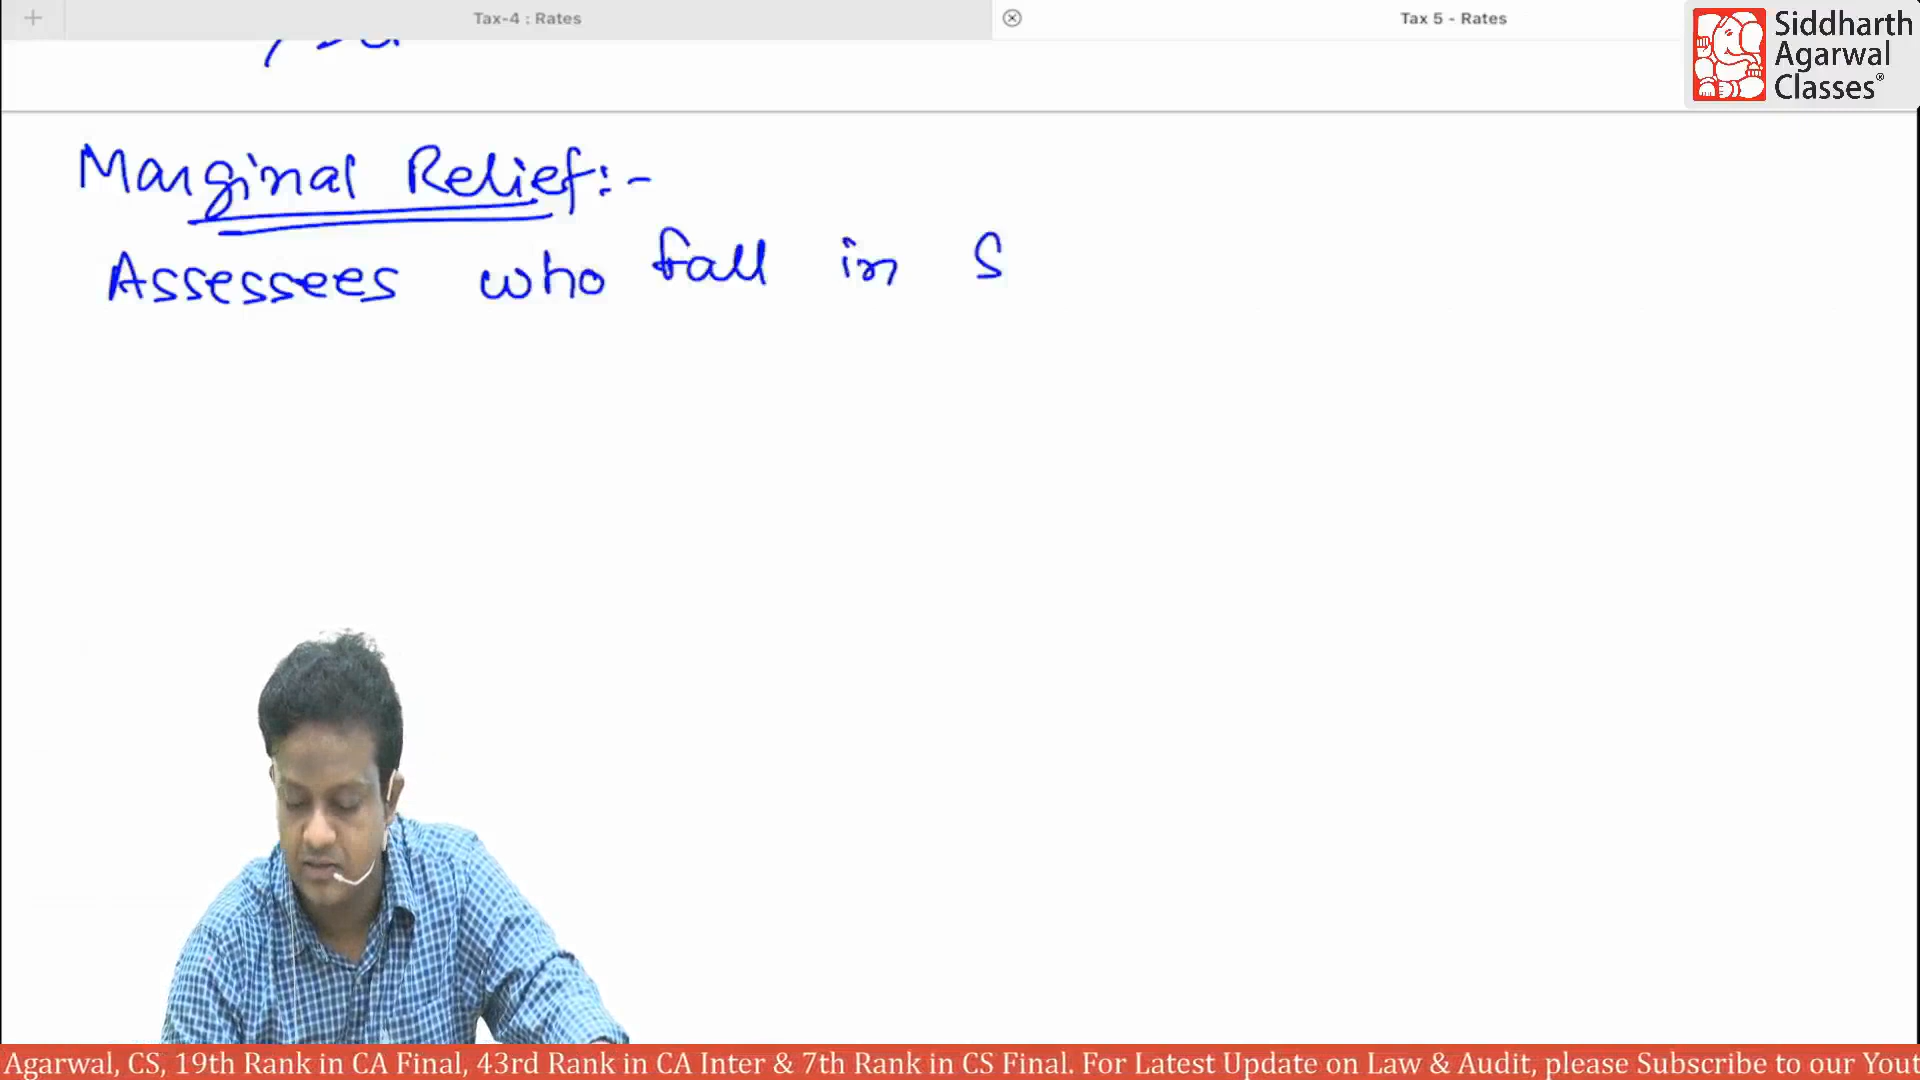 Tax-4 : Rates
Tax 5 - Rates
Siddharth
Agarwal
Classes®
Marginal Relief:-
Assessees who fall in S
Agarwal, CS, 19th Rank in CA Final, 43rd Rank in CA Inter & 7th Rank in CS Final. For Latest Update on Law & Audit, please Subscribe to our Yout